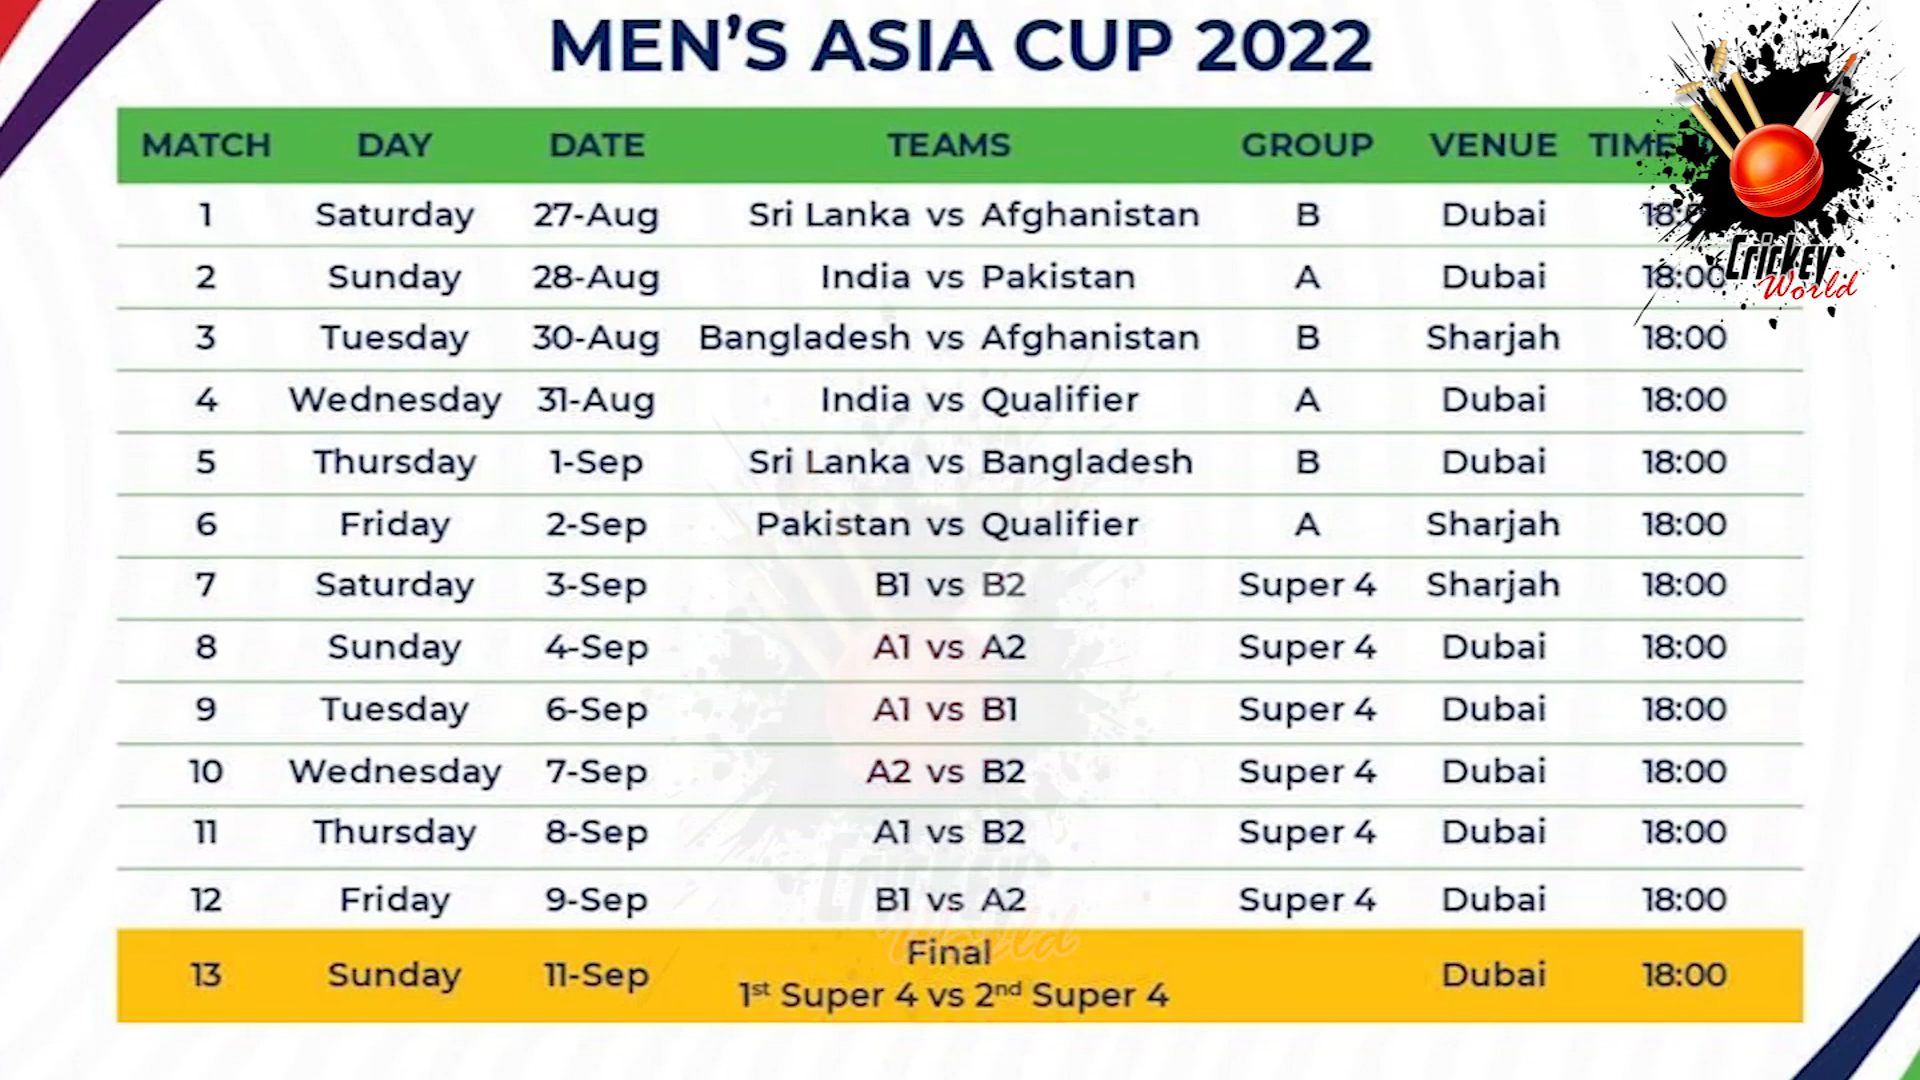 MEN'S ASIA CUP 2022
MATCH DAY DATE TEAMS GROUP VENUE TIME
1 Saturday 27-Aug Sri Lanka vs Afghanistan B Dubai
2 Sunday 28-Aug India vs Pakistan A Dubai 18:00
Crickey
World
3 Tuesday 30-Aug Bangladesh vs Afghanistan B Sharjah 18:00
4 Wednesday 31-Aug India vs Qualifier A Dubai 18:00
5 Thursday 1-Sep Sri Lanka vs Bangladesh B Dubai 18:00
6 Friday 2-Sep Pakistan vs Qualifier A Sharjah 18:00
7 Saturday 3-Sep B1 vs B2 Super 4 Sharjah 18:00
8 Sunday 4-Sep A1 vs A2 Super 4 Dubai 18:00
9 Tuesday 6-Sep A1 vs B1 Super 4 Dubai 18:00
10 Wednesday 7-Sep A2 vs B2 Super 4 Dubai 18:00
11 Thursday 8-Sep A1 vs B2 Super 4 Dubai 18:00
12 Friday 9-Sep B1 vs A2 Super 4 Dubai 18:00
Crickey
World
13 Sunday 11-Sep Final Dubai 18:00
1st Super 4 vs 2nd Super 4